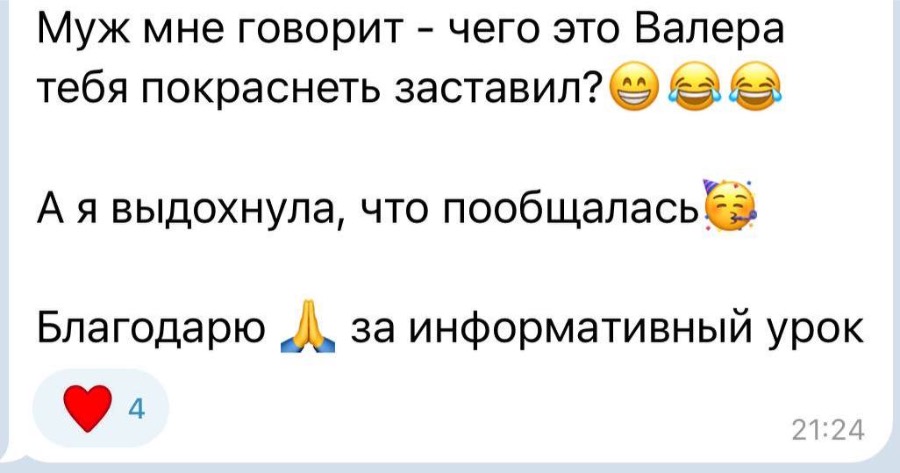 Муж мне говорит - чего это Валера
тебя покраснеть заставил?😁😂😂
А я выдохнула, что пообщалась🥳
Благодарю 🙏 за информативный урок
❤️ 4
21:24